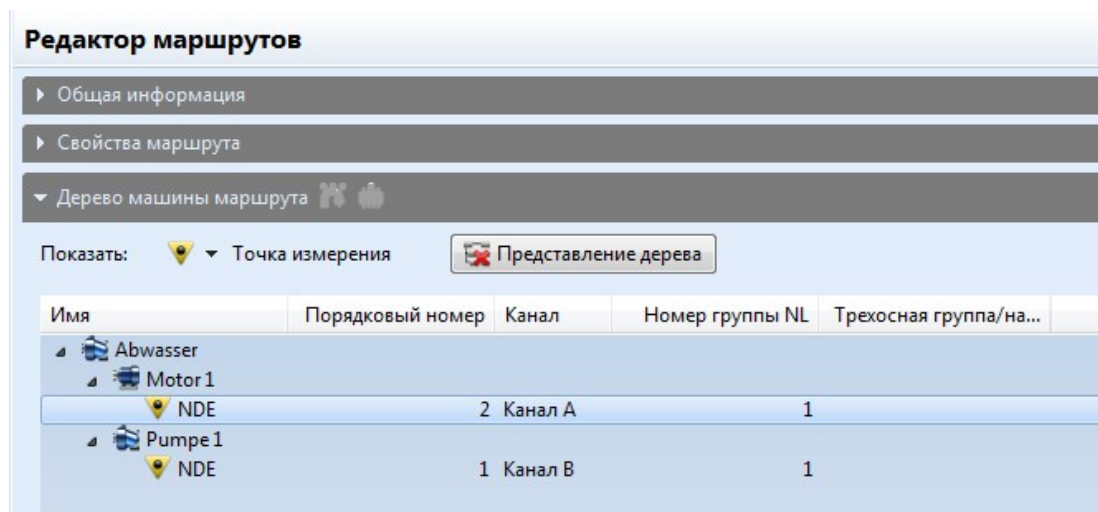 Редактор маршрутов
Общая информация
Свойства маршрута
Дерево машины маршрута
Показать: Точка измерения Представление дерева
Имя Порядковый номер Канал Номер группы NL Трехосная группа/на...
Abwasser
Motor 1
NDE 2 Канал A 1
Pumpe 1
NDE 1 Канал B 1